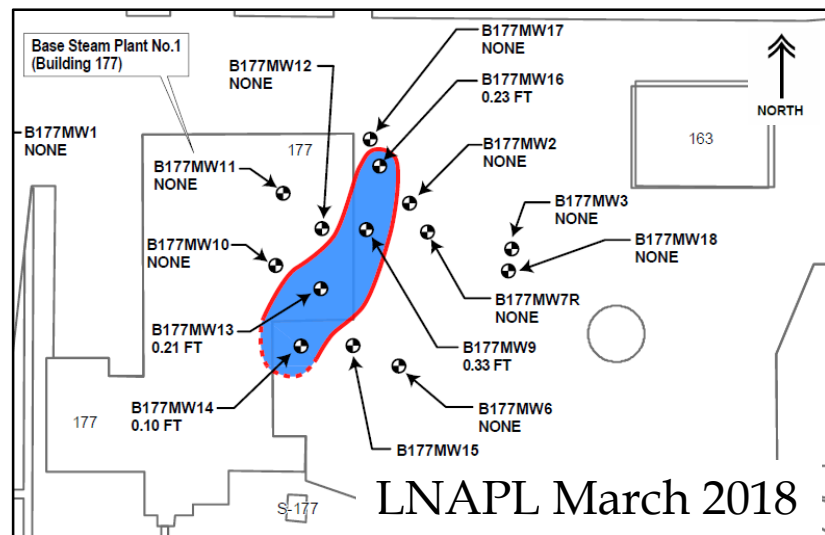 Base Steam Plant No.1
(Building 177)
B177MW17
NONE
B177MW12
NONE
B177MW16
0.23 FT
NORTH
B177MW1
NONE
177
163
B177MW2
NONE
B177MW11
NONE
B177MW3
NONE
B177MW18
NONE
B177MW10
NONE
B177MW7R
NONE
B177MW13
0.21 FT
B177MW9
0.33 FT
B177MW14
0.10 FT
B177MW6
NONE
177
B177MW15
S-177
LNAPL March 2018